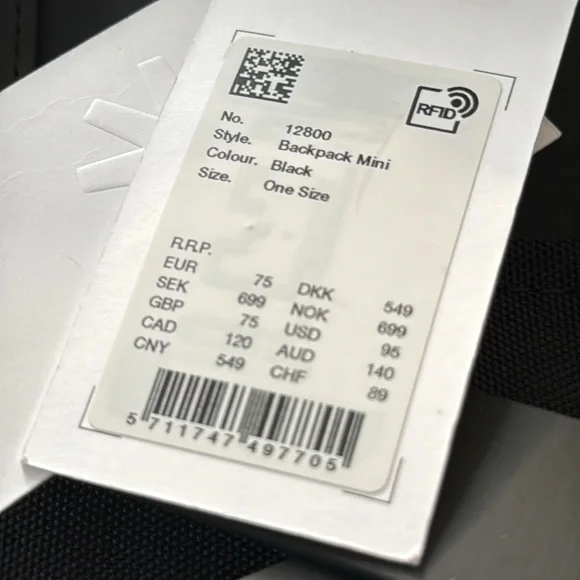 RFID
No. 12800
Style. Backpack Mini
Colour. Black
Size. One Size
R.R.P.
EUR 75 DKK 549
SEK 699 NOK 699
GBP 75 USD 95
CAD 120 AUD 140
CNY 549 CHF 89
5 711747 497705